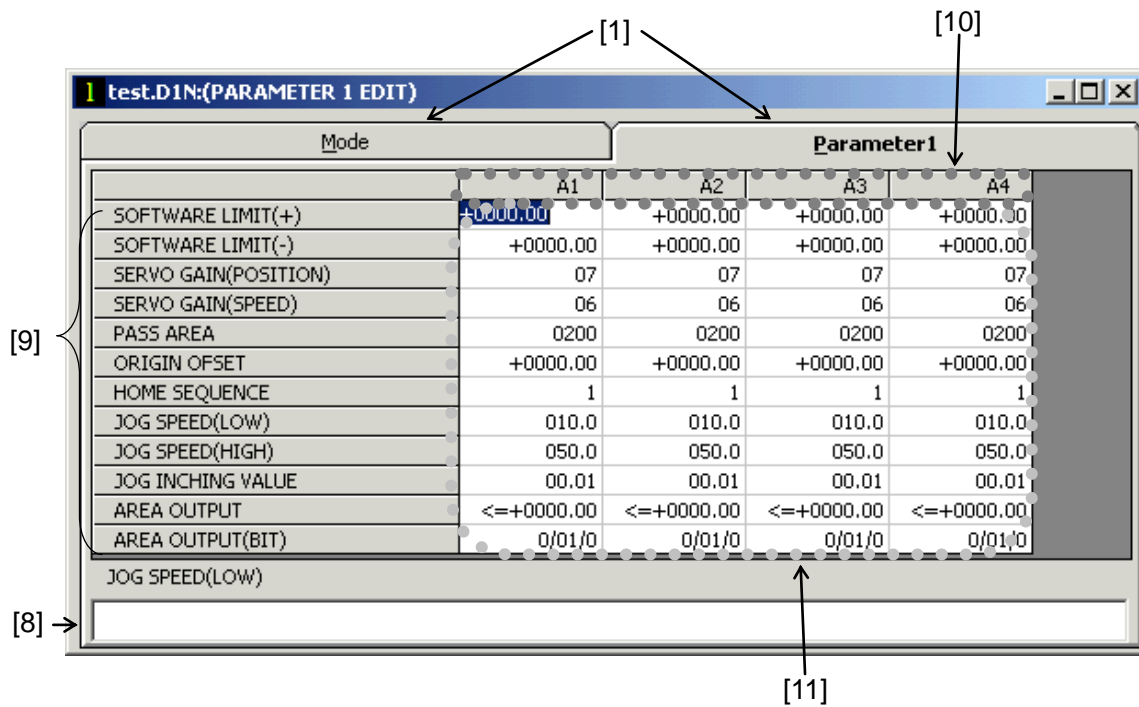 [1]
[10]
test.D1N:(PARAMETER 1 EDIT)
Mode Parameter1
A1 A2 A3 A4
SOFTWARE LIMIT(+) +0000.00 +0000.00 +0000.00 +0000.00
SOFTWARE LIMIT(-) +0000.00 +0000.00 +0000.00 +0000.00
SERVO GAIN(POSITION) 07 07 07 07
SERVO GAIN(SPEED) 06 06 06 06
[9]
PASS AREA 0200 0200 0200 0200
ORIGIN OFSET +0000.00 +0000.00 +0000.00 +0000.00
HOME SEQUENCE 1 1 1 1
JOG SPEED(LOW) 010.0 010.0 010.0 010.0
JOG SPEED(HIGH) 050.0 050.0 050.0 050.0
JOG INCHING VALUE 00.01 00.01 00.01 00.01
AREA OUTPUT <=+0000.00 <=+0000.00 <=+0000.00 <=+0000.00
AREA OUTPUT(BIT) 0/01/0 0/01/0 0/01/0 0/01/0
JOG SPEED(LOW)
[8]
[11]